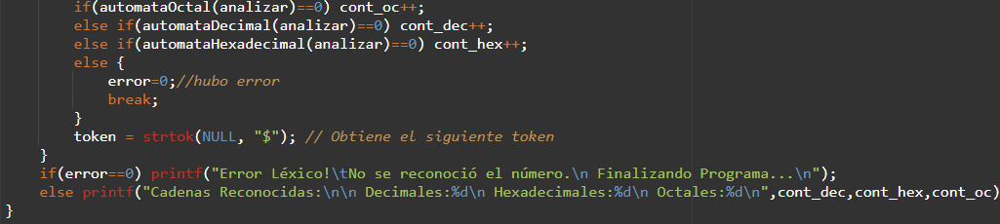 if(automataOctal(analizar)==0) cont_oc++;
else if(automataDecimal(analizar)==0) cont_dec++;
else if(automataHexadecimal(analizar)==0) cont_hex++;
else {
error=0;//hubo error
break;
}
token = strtok(NULL, "$"); // Obtiene el siguiente token
}
if(error==0) printf("Error Léxico!\tNo se reconoció el número.\n Finalizando Programa...\n");
else printf("Cadenas Reconocidas:\n\n Decimales:%d\n Hexadecimales:%d\n Octales:%d\n",cont_dec,cont_hex,cont_oc)
}